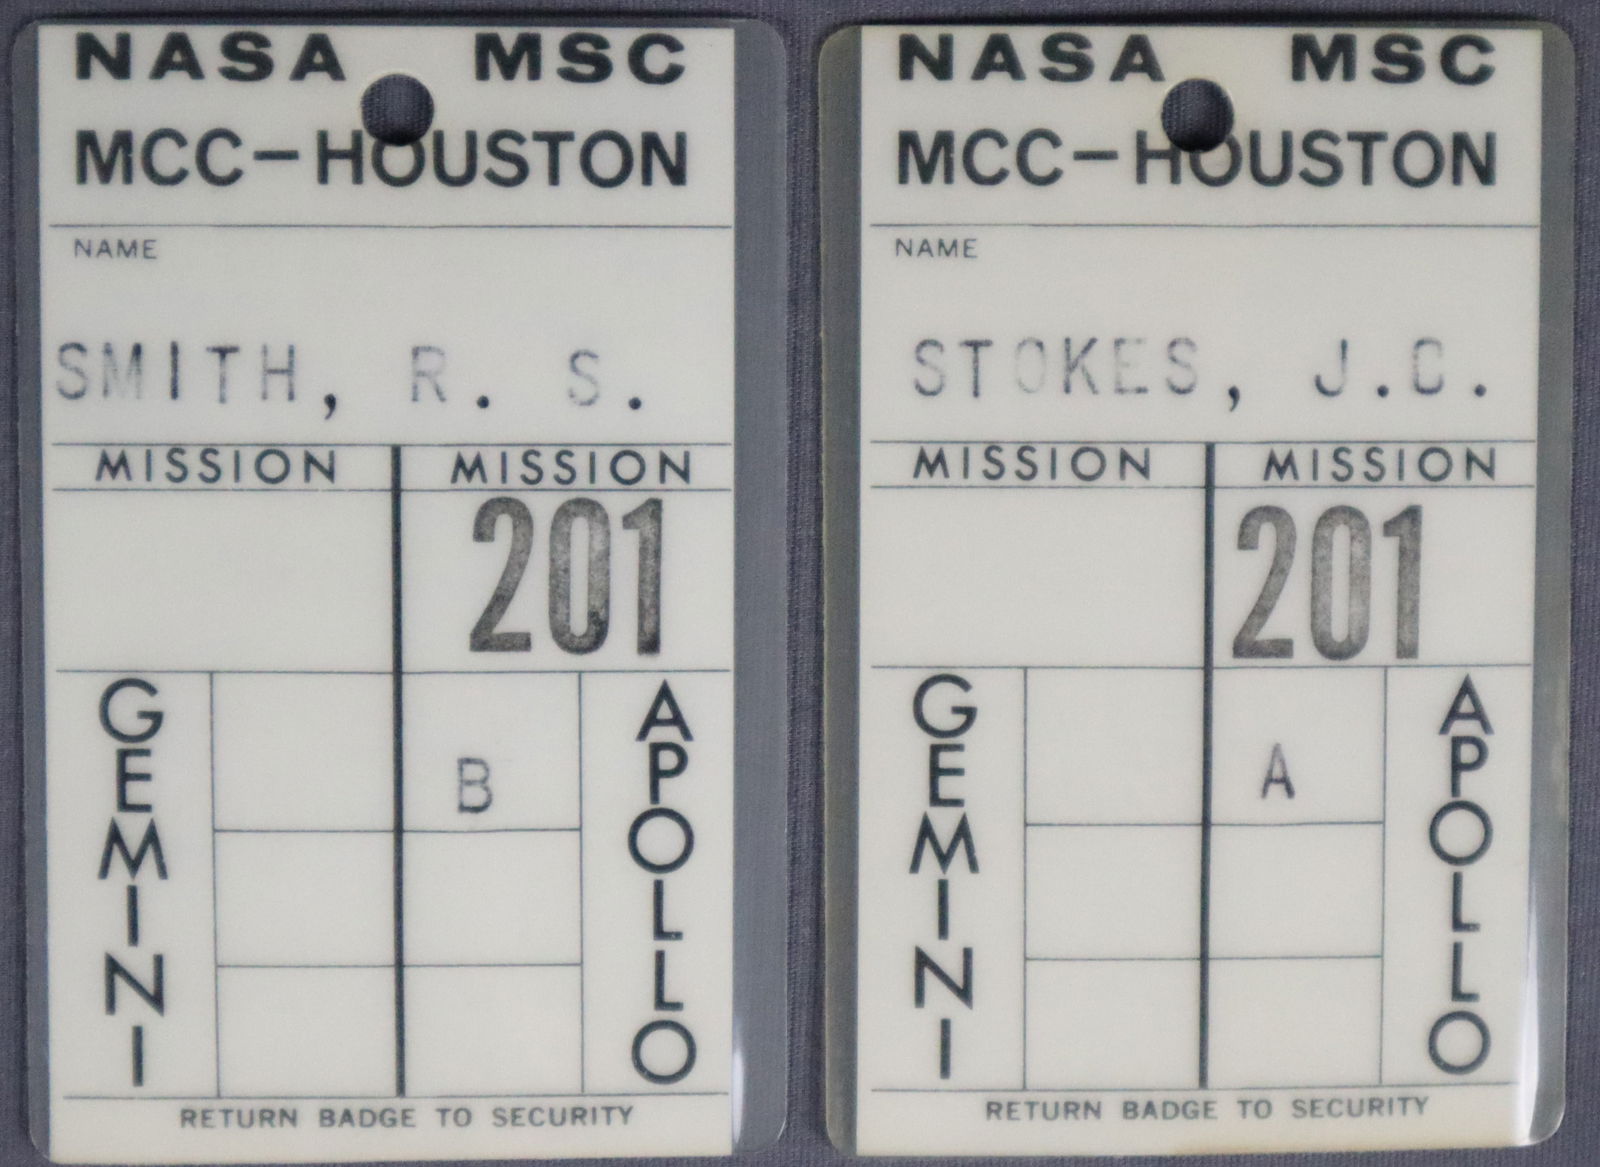 NASA MSC
MCC-HOUSTON
NAME
SMITH, R. S.
MISSION MISSION
201
GEMINI
B
APOLLO
RETURN BADGE TO SECURITY
NASA MSC
MCC-HOUSTON
NAME
STOKES, J.C.
MISSION MISSION
201
GEMINI
A
APOLLO
RETURN BADGE TO SECURITY